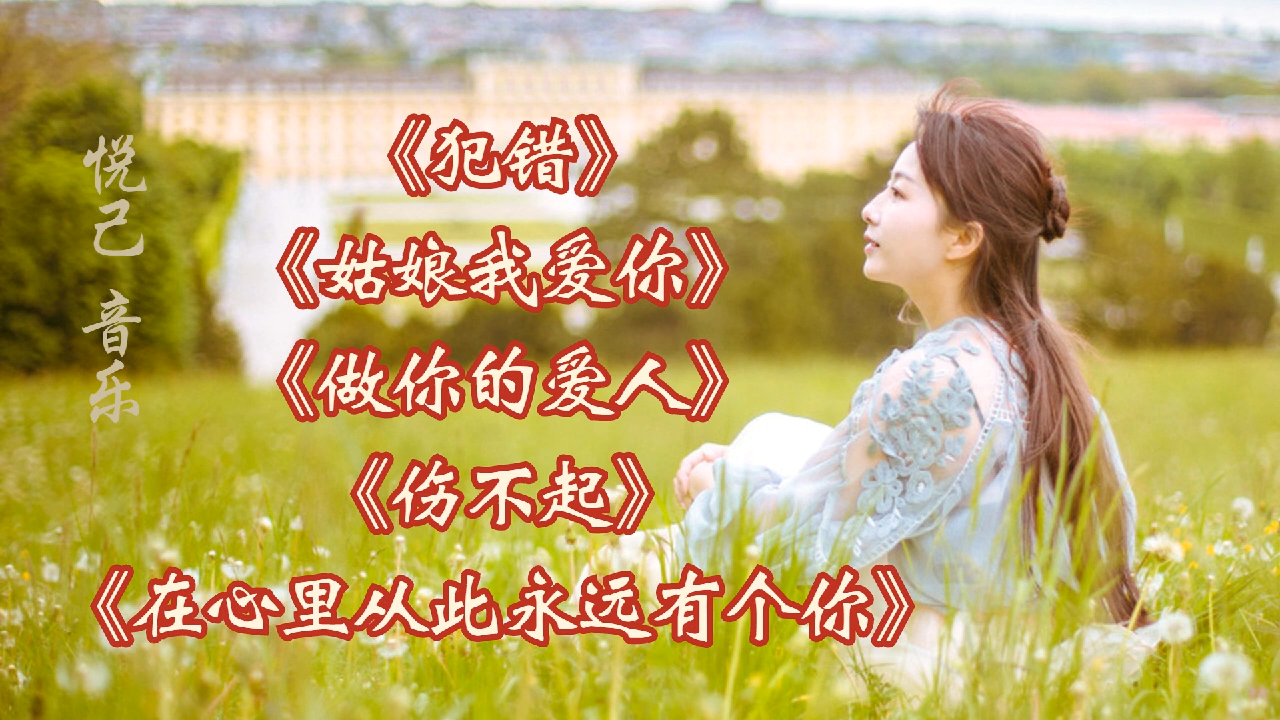 悦己 音乐
《犯错》
《姑娘我爱你》
《做你的爱人》
《伤不起》
《在心里从此永远有个你》